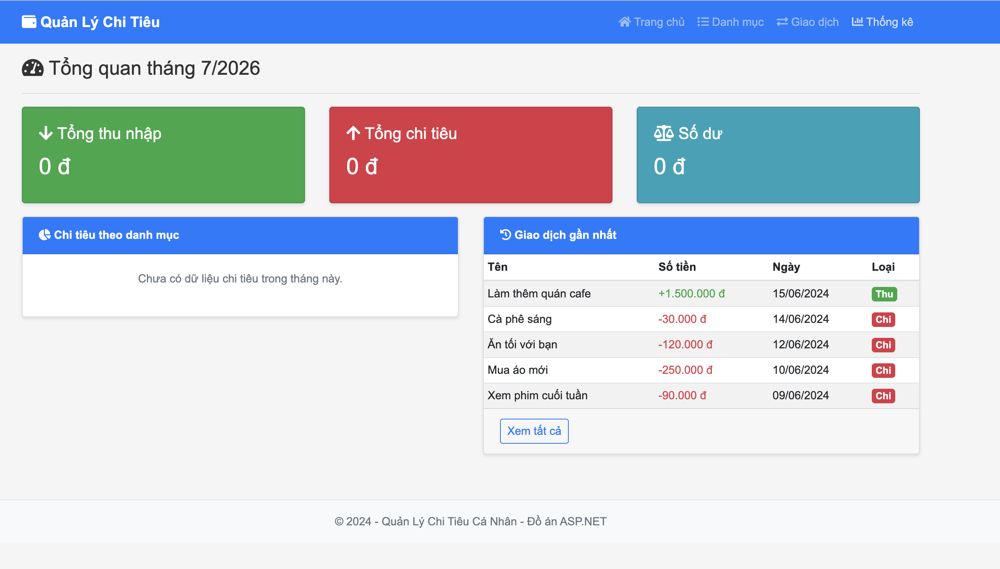 Quản Lý Chi Tiêu
Trang chủ Danh mục Giao dịch Thống kê
Tổng quan tháng 7/2026
Tổng thu nhập
0 đ
Tổng chi tiêu
0 đ
Số dư
0 đ
Chi tiêu theo danh mục
Chưa có dữ liệu chi tiêu trong tháng này.
Giao dịch gần nhất
Tên Số tiền Ngày Loại
Làm thêm quán cafe +1.500.000 đ 15/06/2024 Thu
Cà phê sáng -30.000 đ 14/06/2024 Chi
Ăn tối với bạn -120.000 đ 12/06/2024 Chi
Mua áo mới -250.000 đ 10/06/2024 Chi
Xem phim cuối tuần -90.000 đ 09/06/2024 Chi
Xem tất cả
© 2024 - Quản Lý Chi Tiêu Cá Nhân - Đồ án ASP.NET